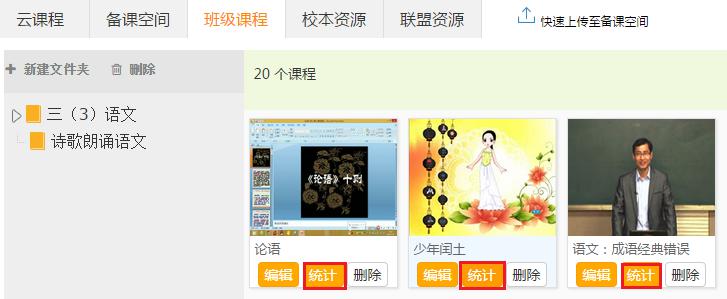 云课程 备课空间 班级课程 校本资源 联盟资源 快速上传至备课空间
新建文件夹 删除
20 个课程
三（3）语文
诗歌朗诵语文
《论语》十则
论语 少年闰土 语文：成语经典错误
编辑 统计 删除 编辑 统计 删除 编辑 统计 删除